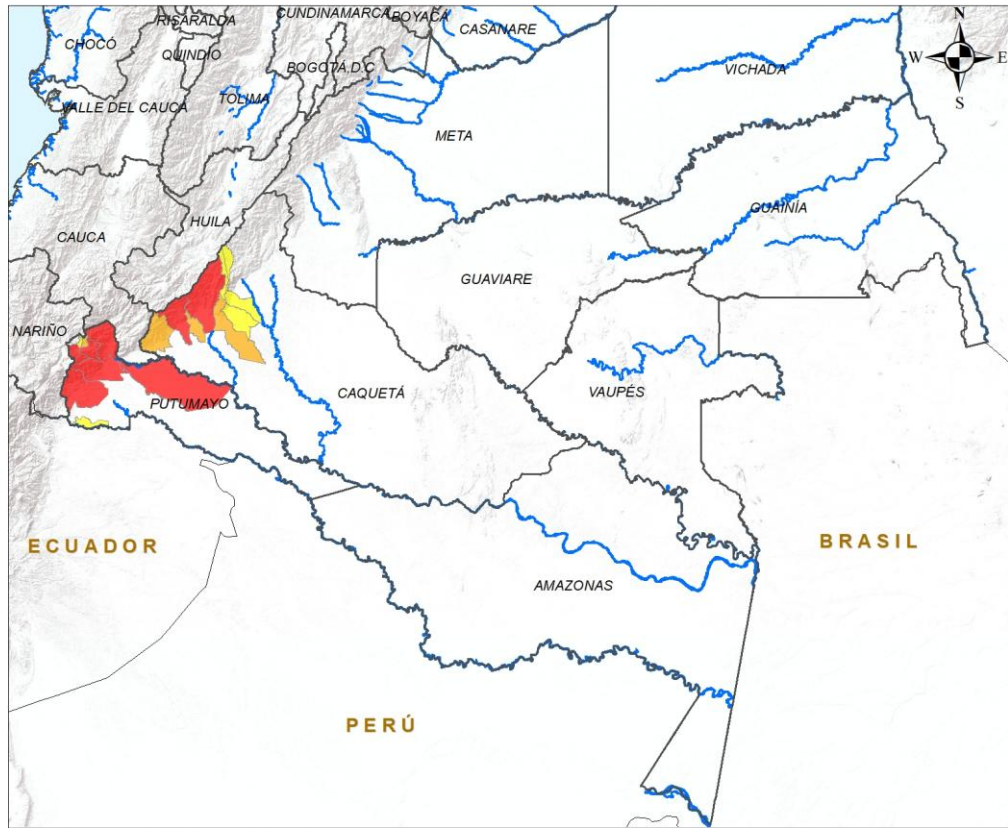 RISARALDA
CUNDINAMARCA
BOYACÁ
CASANARE
N
CHOCÓ
QUINDÍO
BOGOTÁ D.C
W
E
VICHADA
S
VALLE DEL CAUCA
TOLIMA
META
GUAINÍA
HUILA
CAUCA
GUAVIARE
NARIÑO
CAQUETÁ
VAUPÉS
PUTUMAYO
ECUADOR
BRASIL
AMAZONAS
PERÚ